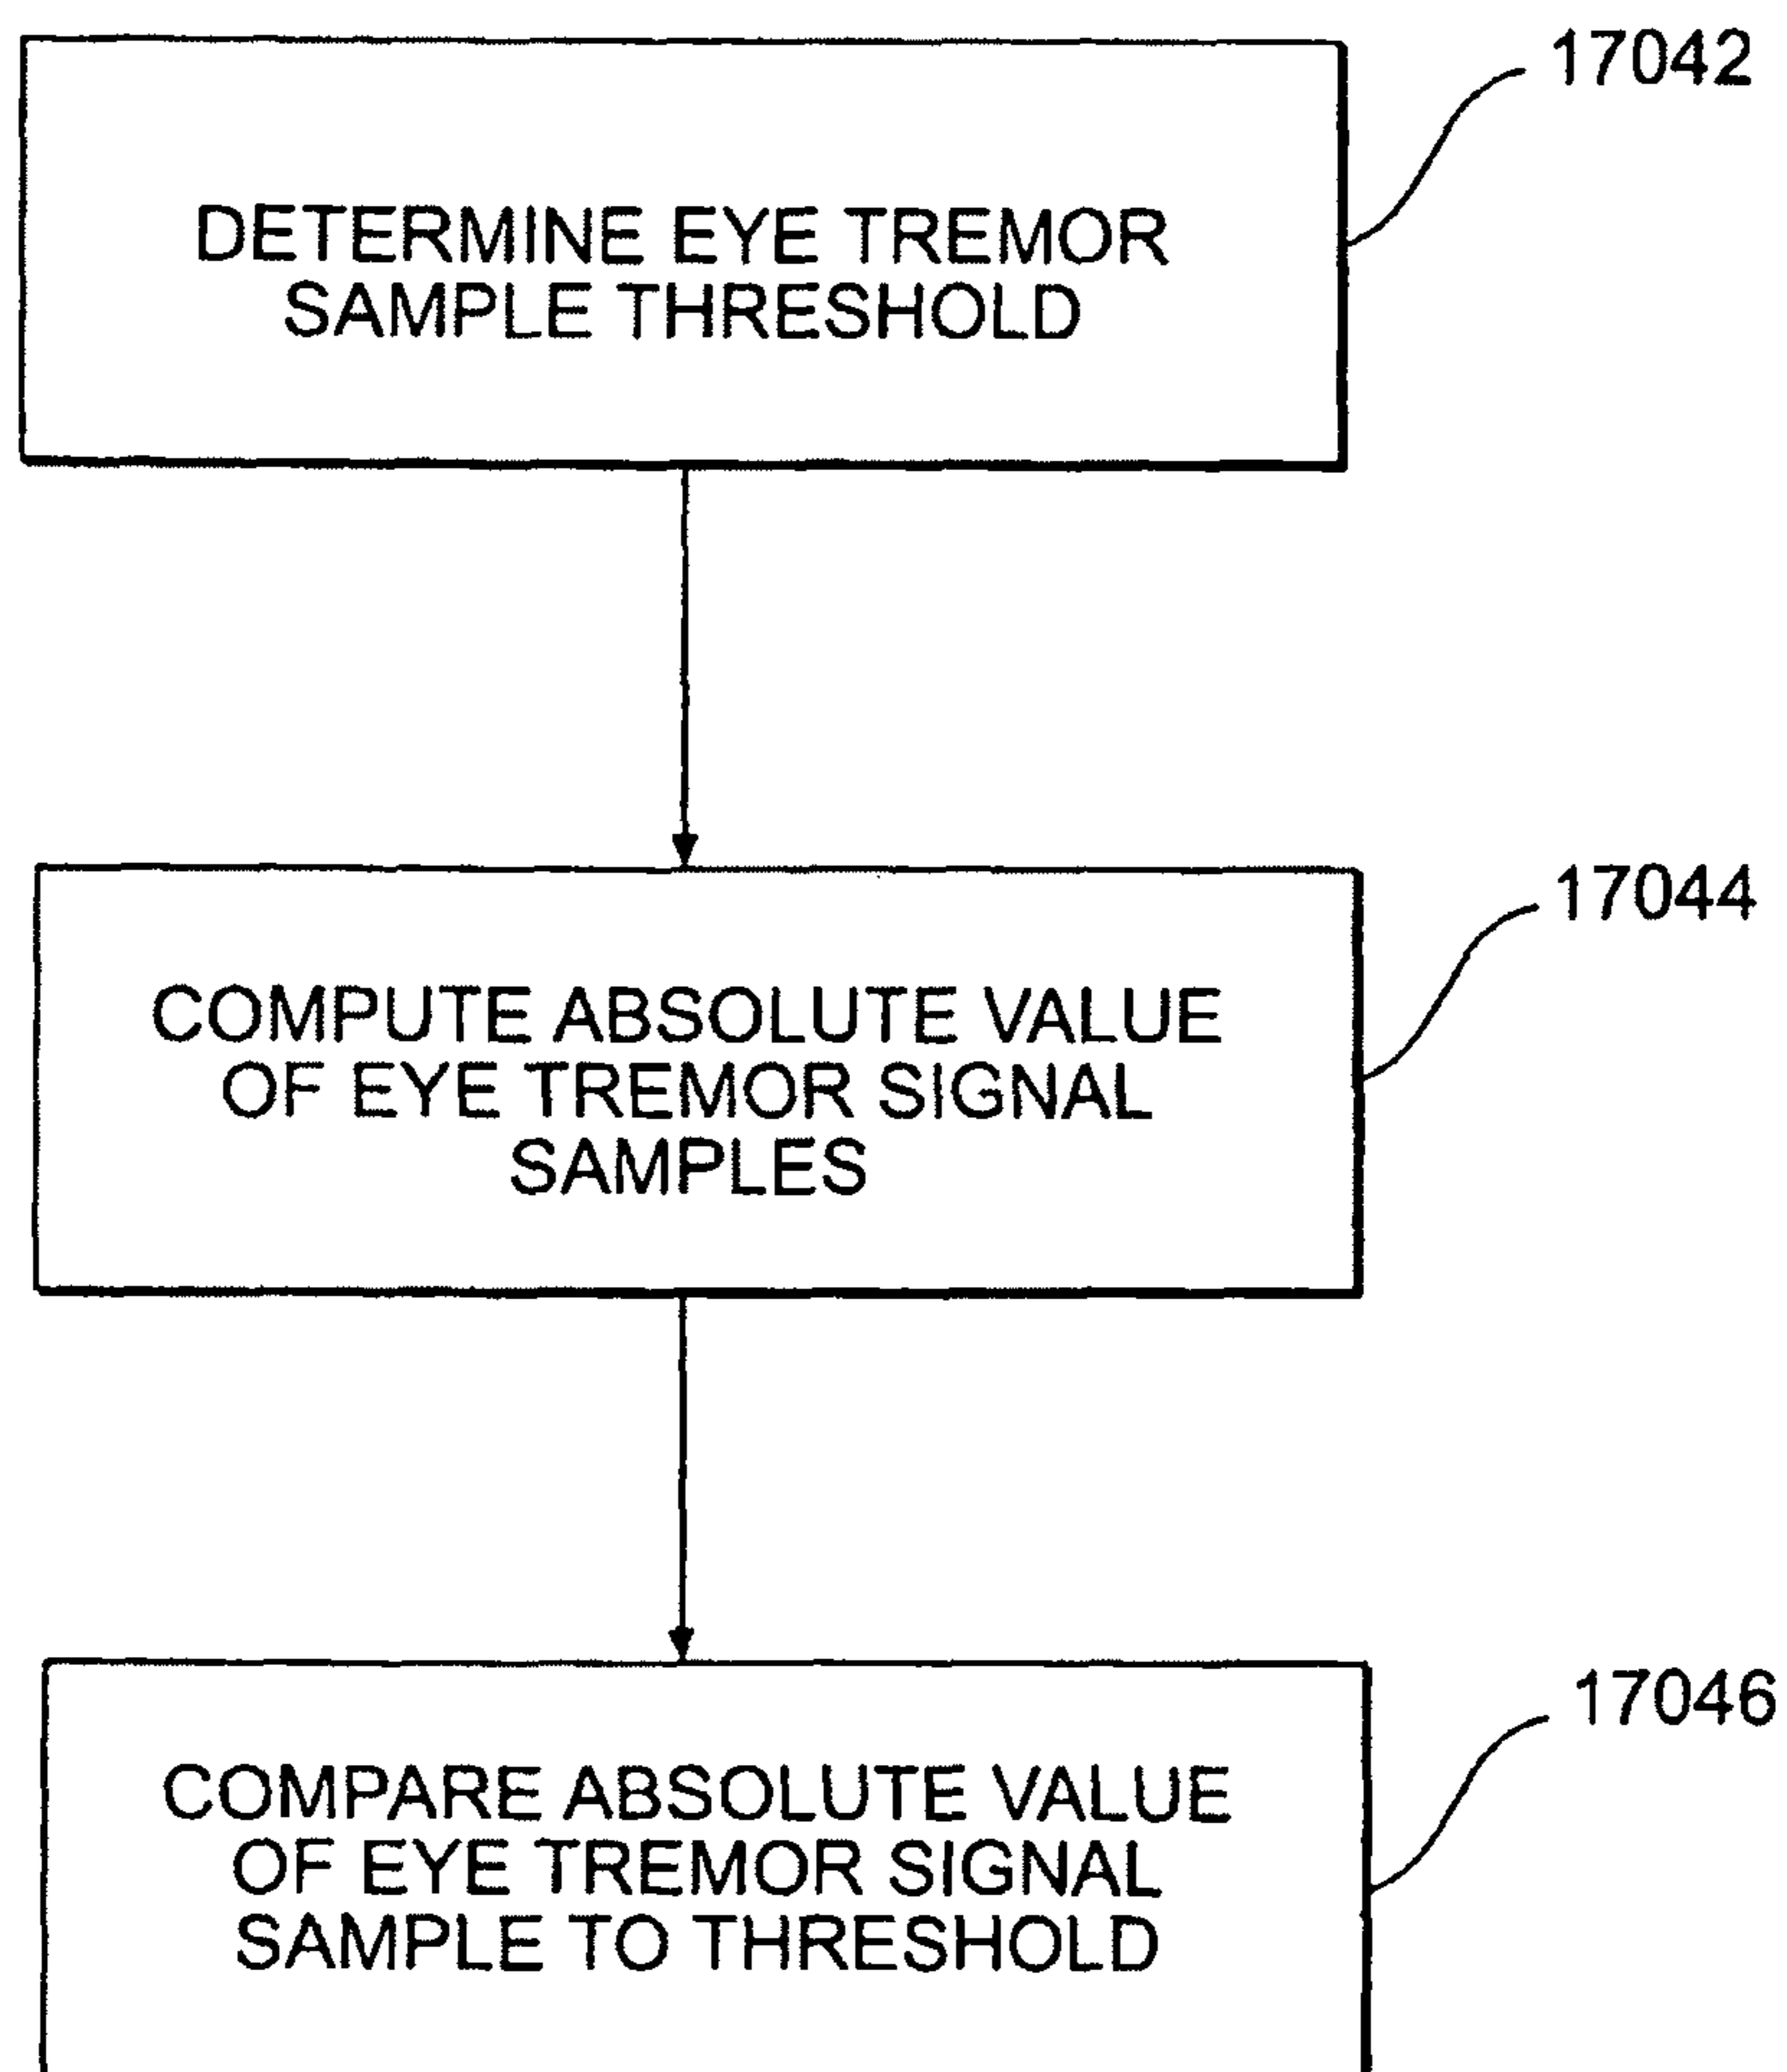 17042
DETERMINE EYE TREMOR
SAMPLE THRESHOLD
17044
COMPUTE ABSOLUTE VALUE
OF EYE TREMOR SIGNAL
SAMPLES
17046
COMPARE ABSOLUTE VALUE
OF EYE TREMOR SIGNAL
SAMPLE TO THRESHOLD